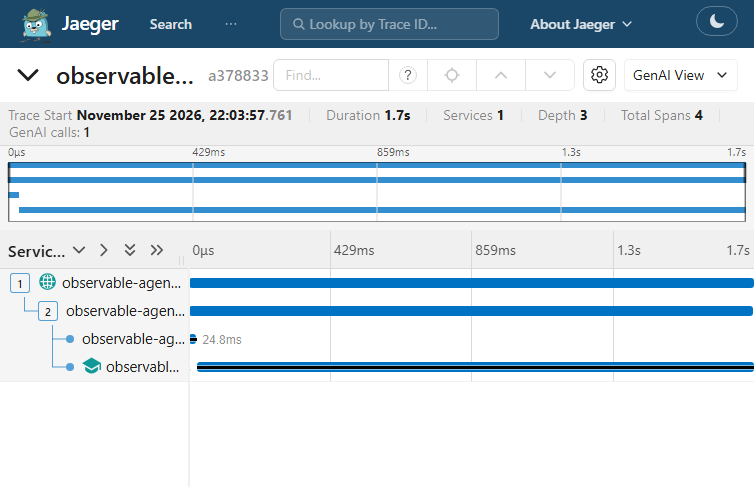 Jaeger Search ··· Lookup by Trace ID... About Jaeger
observable... a378833 Find... ? GenAI View
Trace Start November 25 2026, 22:03:57.761 Duration 1.7s Services 1 Depth 3 Total Spans 4
GenAI calls: 1
0μs 429ms 859ms 1.3s 1.7s
Servic... 0μs 429ms 859ms 1.3s 1.7s
1 observable-agen...
2 observable-agen...
observable-ag... 24.8ms
observabl...